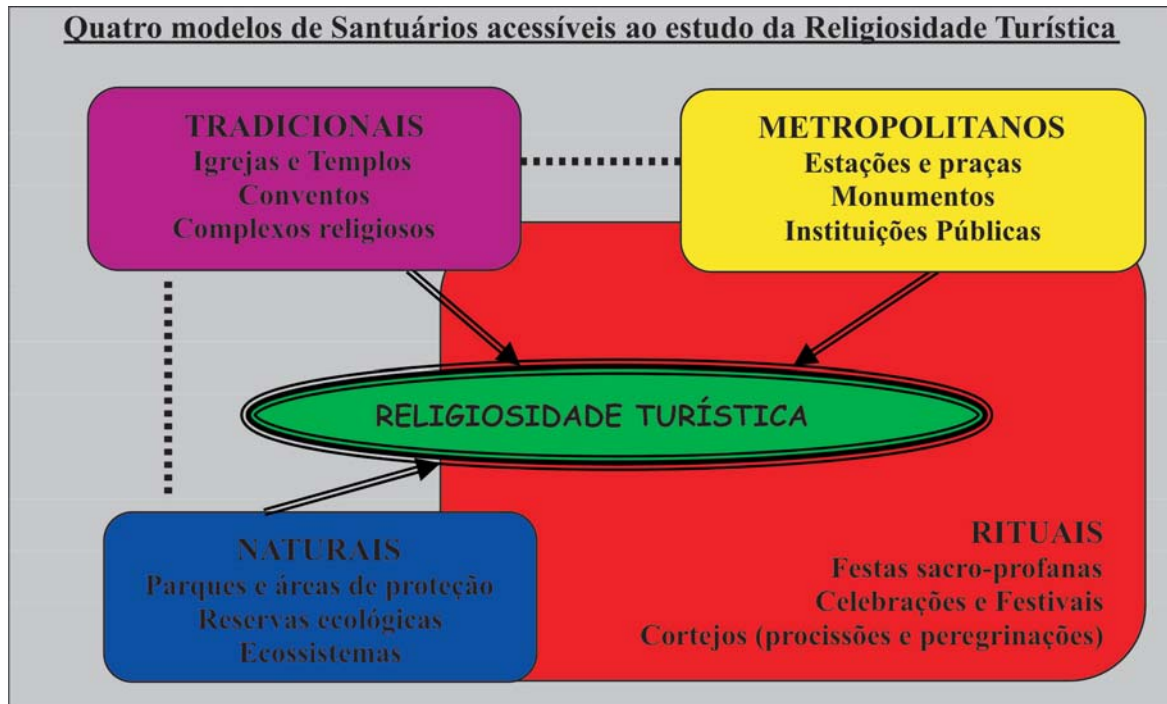 Quatro modelos de Santuários acessíveis ao estudo da Religiosidade Turística
TRADICIONAIS
Igrejas e Templos
Conventos
Complexos religiosos
METROPOLITANOS
Estações e praças
Monumentos
Instituições Públicas
RELIGIOSIDADE TURÍSTICA
NATURAIS
Parques e áreas de proteção
Reservas ecológicas
Ecossistemas
RITUAIS
Festas sacro-profanas
Celebrações e Festivais
Cortejos (procissões e peregrinações)